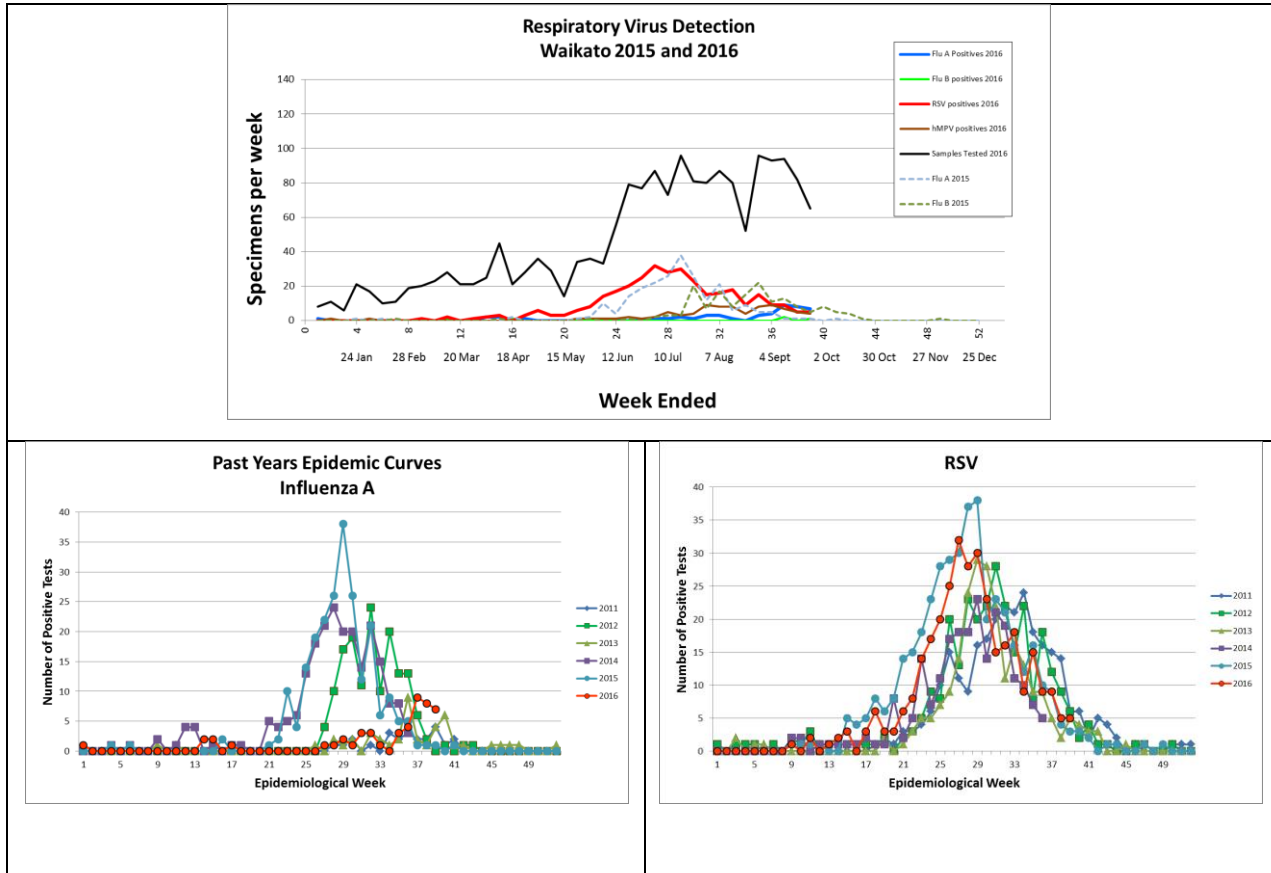 Respiratory Virus Detection
Waikato 2015 and 2016
Specimens per week
140
120
100
80
60
40
20
0
0 4 8 12 16 20 24 28 32 36 40 44 48 52
24 Jan 28 Feb 20 Mar 18 Apr 15 May 12 Jun 10 Jul 7 Aug 4 Sept 2 Oct 30 Oct 27 Nov 25 Dec
Week Ended
Flu A Positives 2016
Flu B positives 2016
RSV positives 2016
hMPV positives 2016
Samples Tested 2016
Flu A 2015
Flu B 2015
Past Years Epidemic Curves
Influenza A
Number of Positive Tests
40
35
30
25
20
15
10
5
0
1 5 9 13 17 21 25 29 33 37 41 45 49
Epidemiological Week
2011
2012
2013
2014
2015
2016
RSV
Number of Positive Tests
40
35
30
25
20
15
10
5
0
1 5 9 13 17 21 25 29 33 37 41 45 49
Epidemiological Week
2011
2012
2013
2014
2015
2016